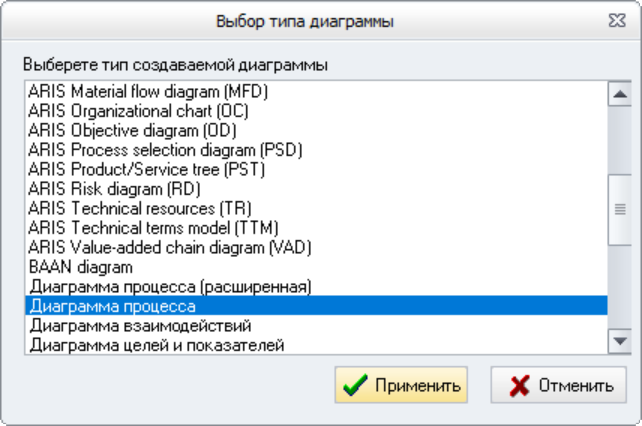 Выбор типа диаграммы
Выберете тип создаваемой диаграммы
ARIS Material flow diagram (MFD)
ARIS Organizational chart (OC)
ARIS Objective diagram (OD)
ARIS Process selection diagram (PSD)
ARIS Product/Service tree (PST)
ARIS Risk diagram (RD)
ARIS Technical resources (TR)
ARIS Technical terms model (TTM)
ARIS Value-added chain diagram (VAD)
BAAN diagram
Диаграмма процесса (расширенная)
Диаграмма процесса
Диаграмма взаимодействий
Диаграмма целей и показателей
Применить
Отменить